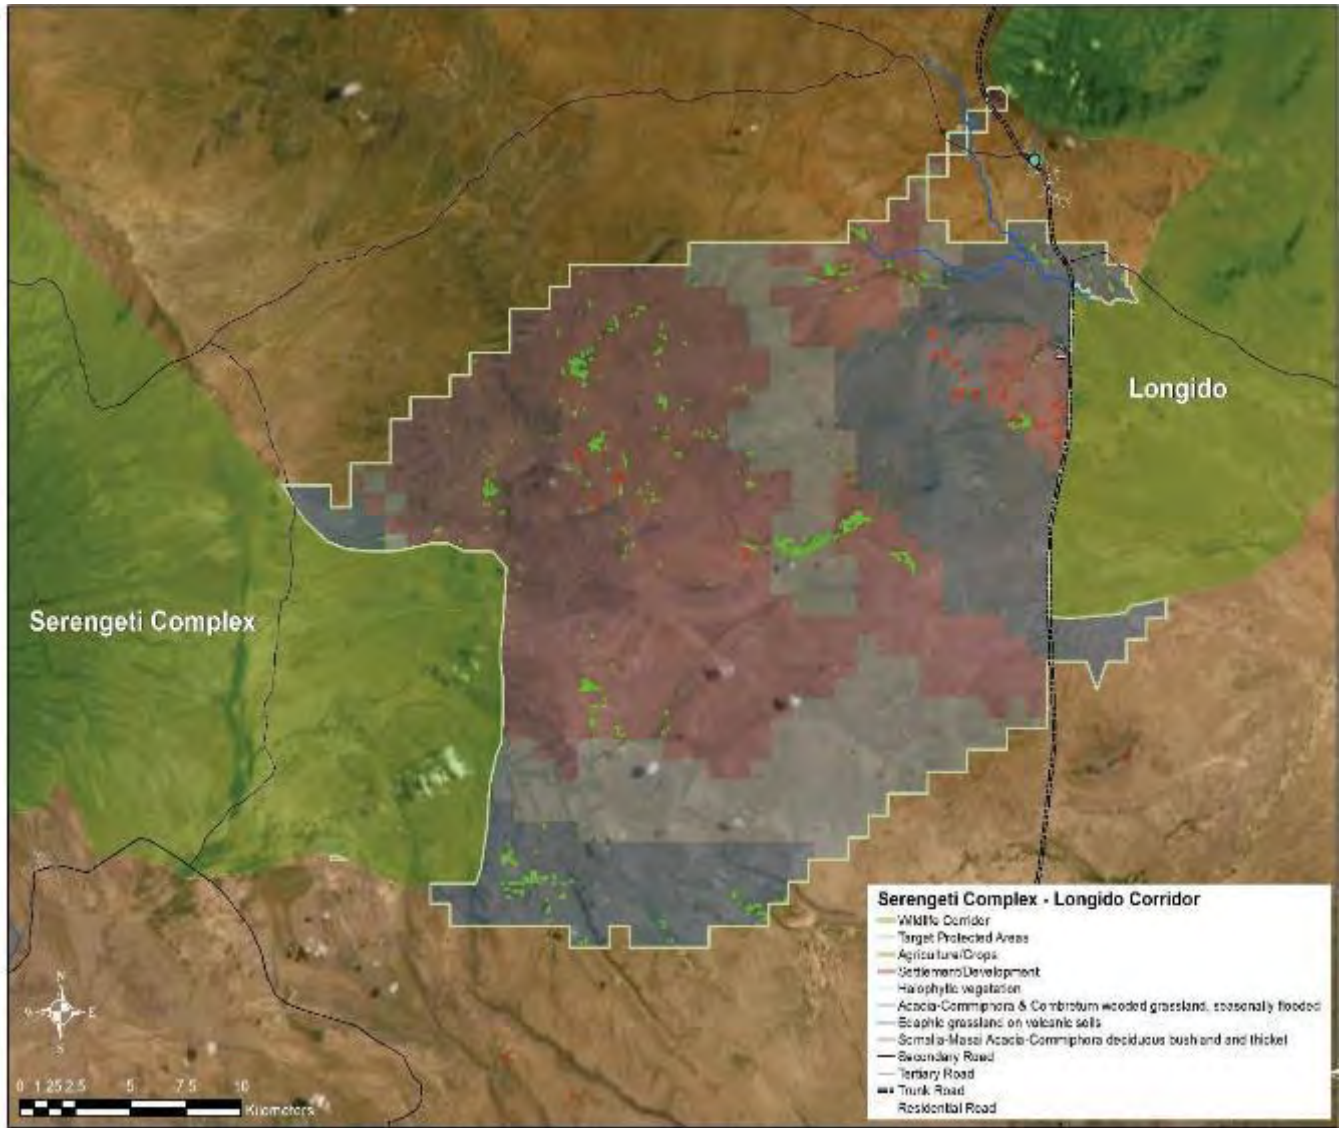 Longido
Serengeti Complex
Serengeti Complex - Longido Corridor
Wildlife Corridor
Target Protected Areas
Agriculture/Crops
Settlement/Development
Halophytic vegetation
Acacia-Commiphora & Combretum wooded grassland, seasonally flooded
Edaphic grassland on volcanic soils
Somalia-Masai Acacia-Commiphora deciduous bushland and thicket
Secondary Road
Tertiary Road
Trunk Road
Residential Road
N
E
S
0 1.25 2.5 5 7.5 10
Kilometers